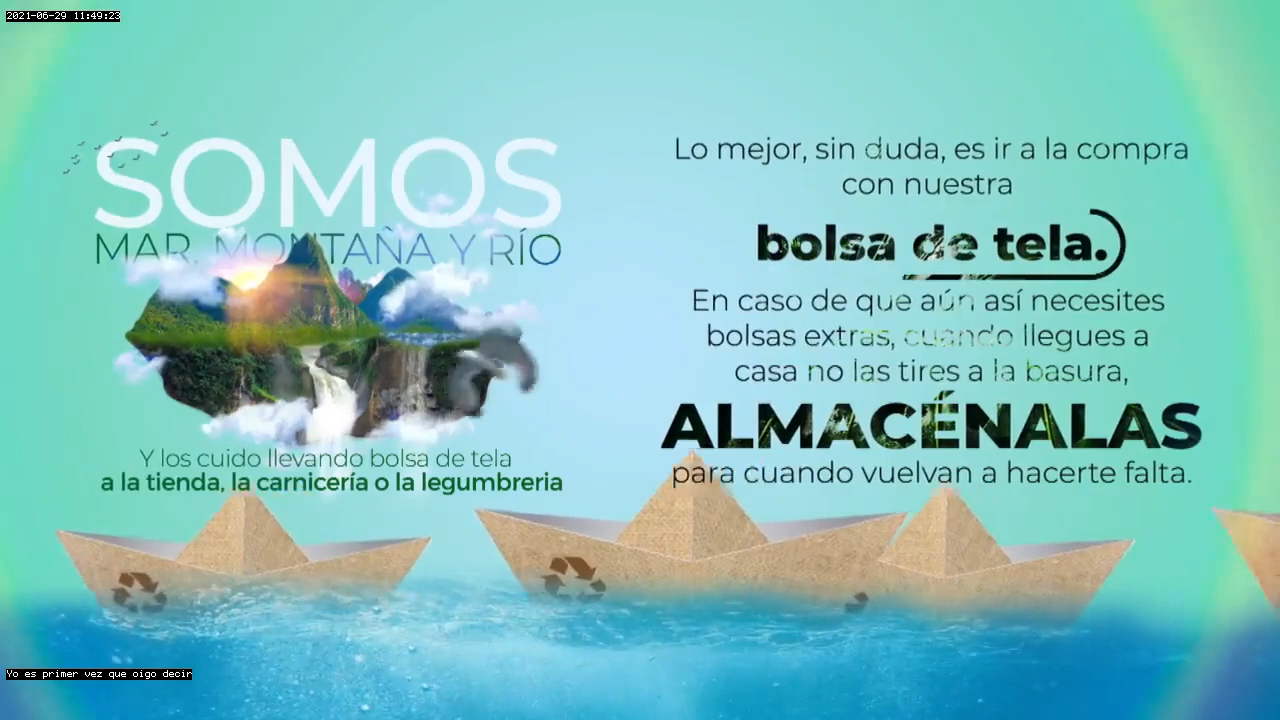 2021-06-29 11:49:23
SOMOS
MAR, MONTAÑA Y RÍO
Y los cuido llevando bolsa de tela
a la tienda, la carnicería o la legumbreria
Lo mejor, sin duda, es ir a la compra
con nuestra
bolsa de tela.
En caso de que aún así necesites
bolsas extras, cuando llegues a
casa no las tires a la basura,
ALMACÉNALAS
para cuando vuelvan a hacerte falta.
Yo es primer vez que oigo decir